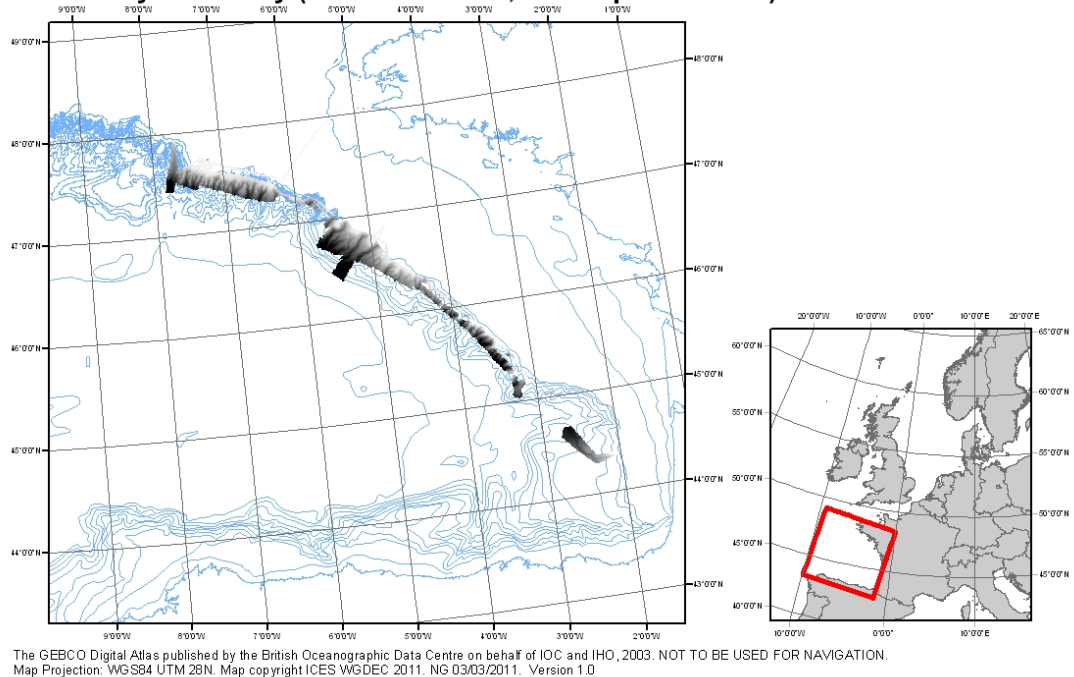 9°0'0"W 8°0'0"W 7°0'0"W 6°0'0"W 5°0'0"W 4°0'0"W 3°0'0"W 2°0'0"W 1°0'0"W
49°0'0"N
48°0'0"N
48°0'0"N
47°0'0"N
47°0'0"N
46°0'0"N
46°0'0"N
45°0'0"N
45°0'0"N
44°0'0"N
44°0'0"N
43°0'0"N
9°0'0"W 8°0'0"W 7°0'0"W 6°0'0"W 5°0'0"W 4°0'0"W 3°0'0"W 2°0'0"W 1°0'0"W
20°0'0"W 10°0'0"W 0°0'0" 10°0'0"E 20°0'0"E
65°0'0"N
60°0'0"N
60°0'0"N
55°0'0"N
55°0'0"N
50°0'0"N
50°0'0"N
45°0'0"N
45°0'0"N
40°0'0"N
10°0'0"W 0°0'0" 10°0'0"E
The GEBCO Digital Atlas published by the British Oceanographic Data Centre on behalf of IOC and IHO, 2003. NOT TO BE USED FOR NAVIGATION.
Map Projection: WGS84 UTM 28N. Map copyright ICES WGDEC 2011. NG 03/03/2011. Version 1.0